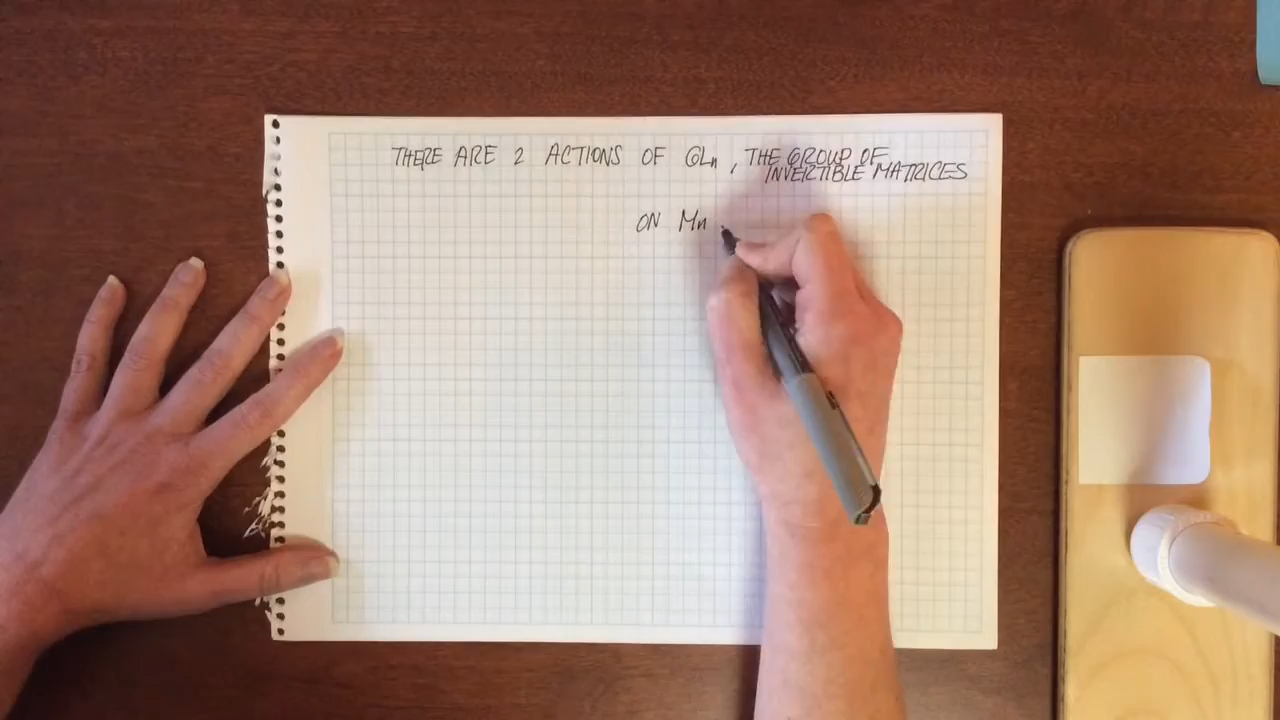 THERE ARE 2 ACTIONS OF GLn, THE GROUP OF
INVERTIBLE MATRICES
ON Mn